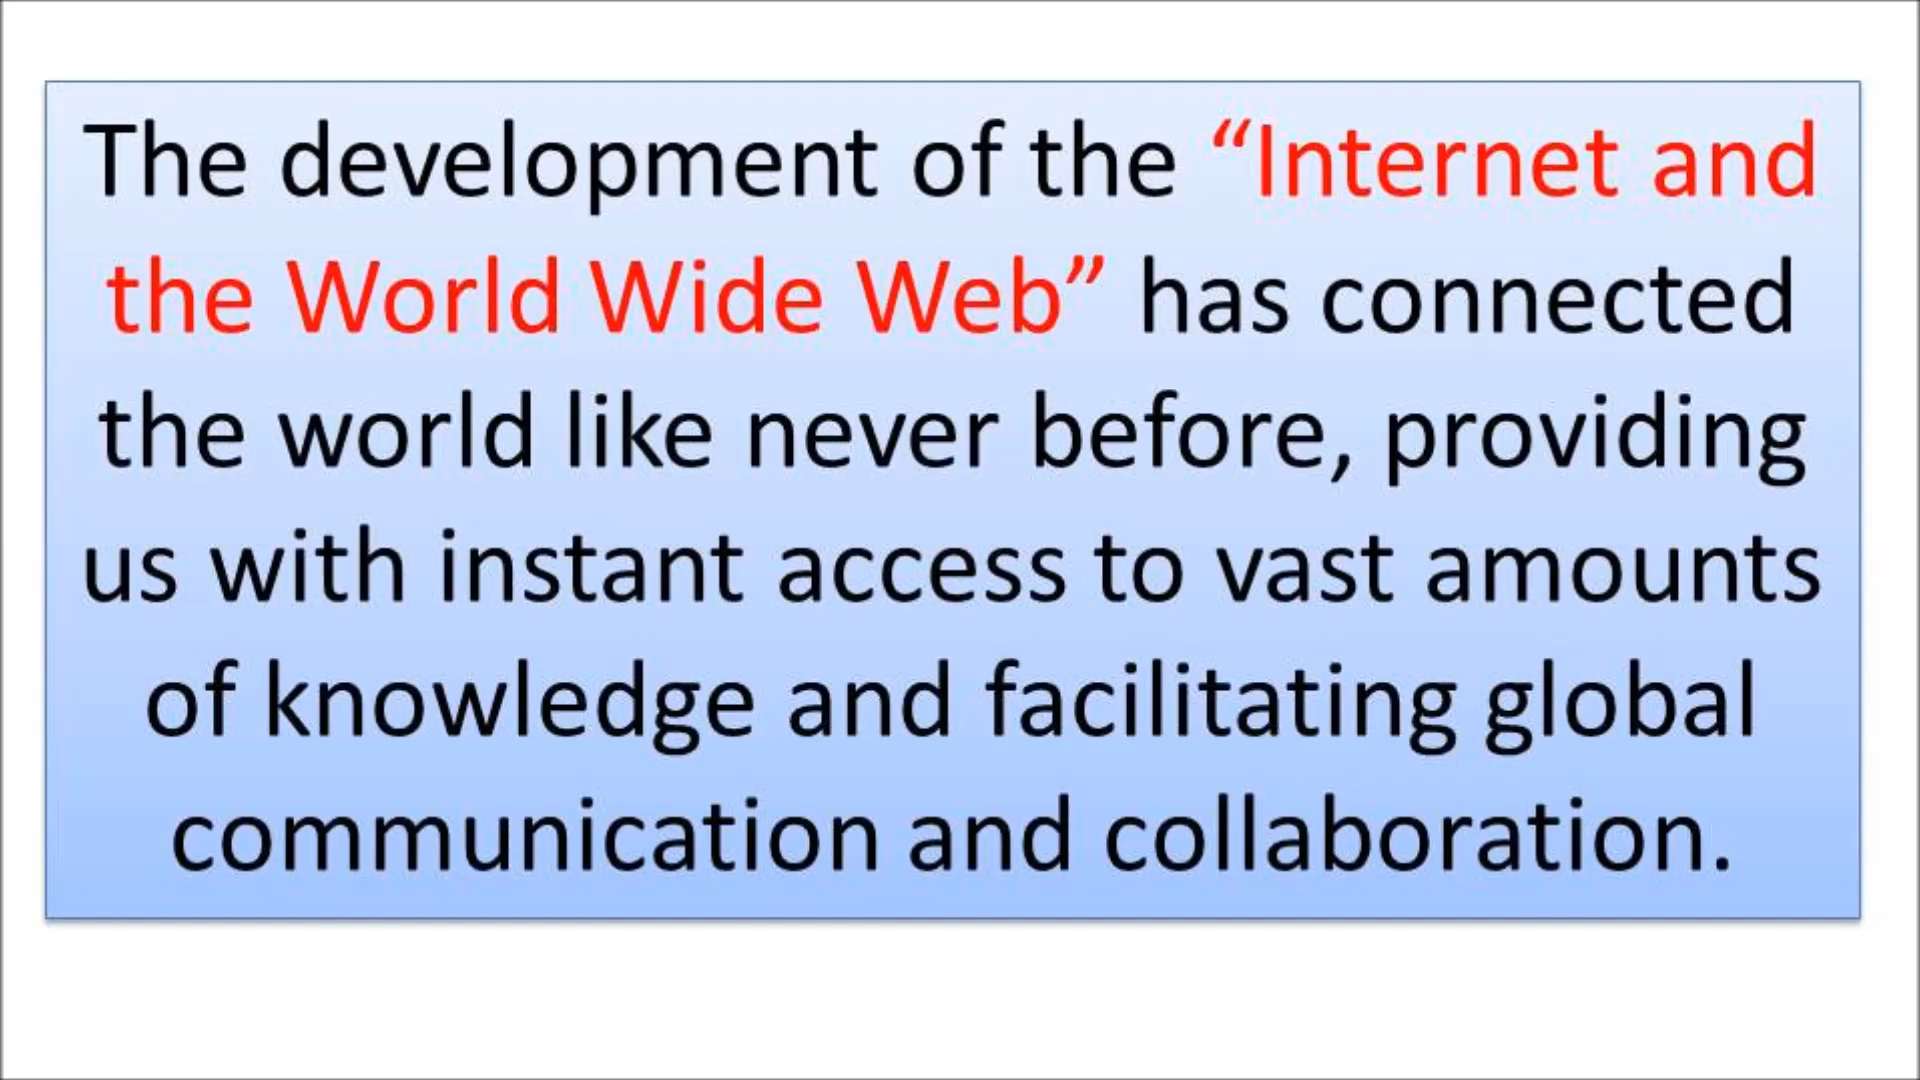 The development of the “Internet and
the World Wide Web” has connected
the world like never before, providing
us with instant access to vast amounts
of knowledge and facilitating global
communication and collaboration.